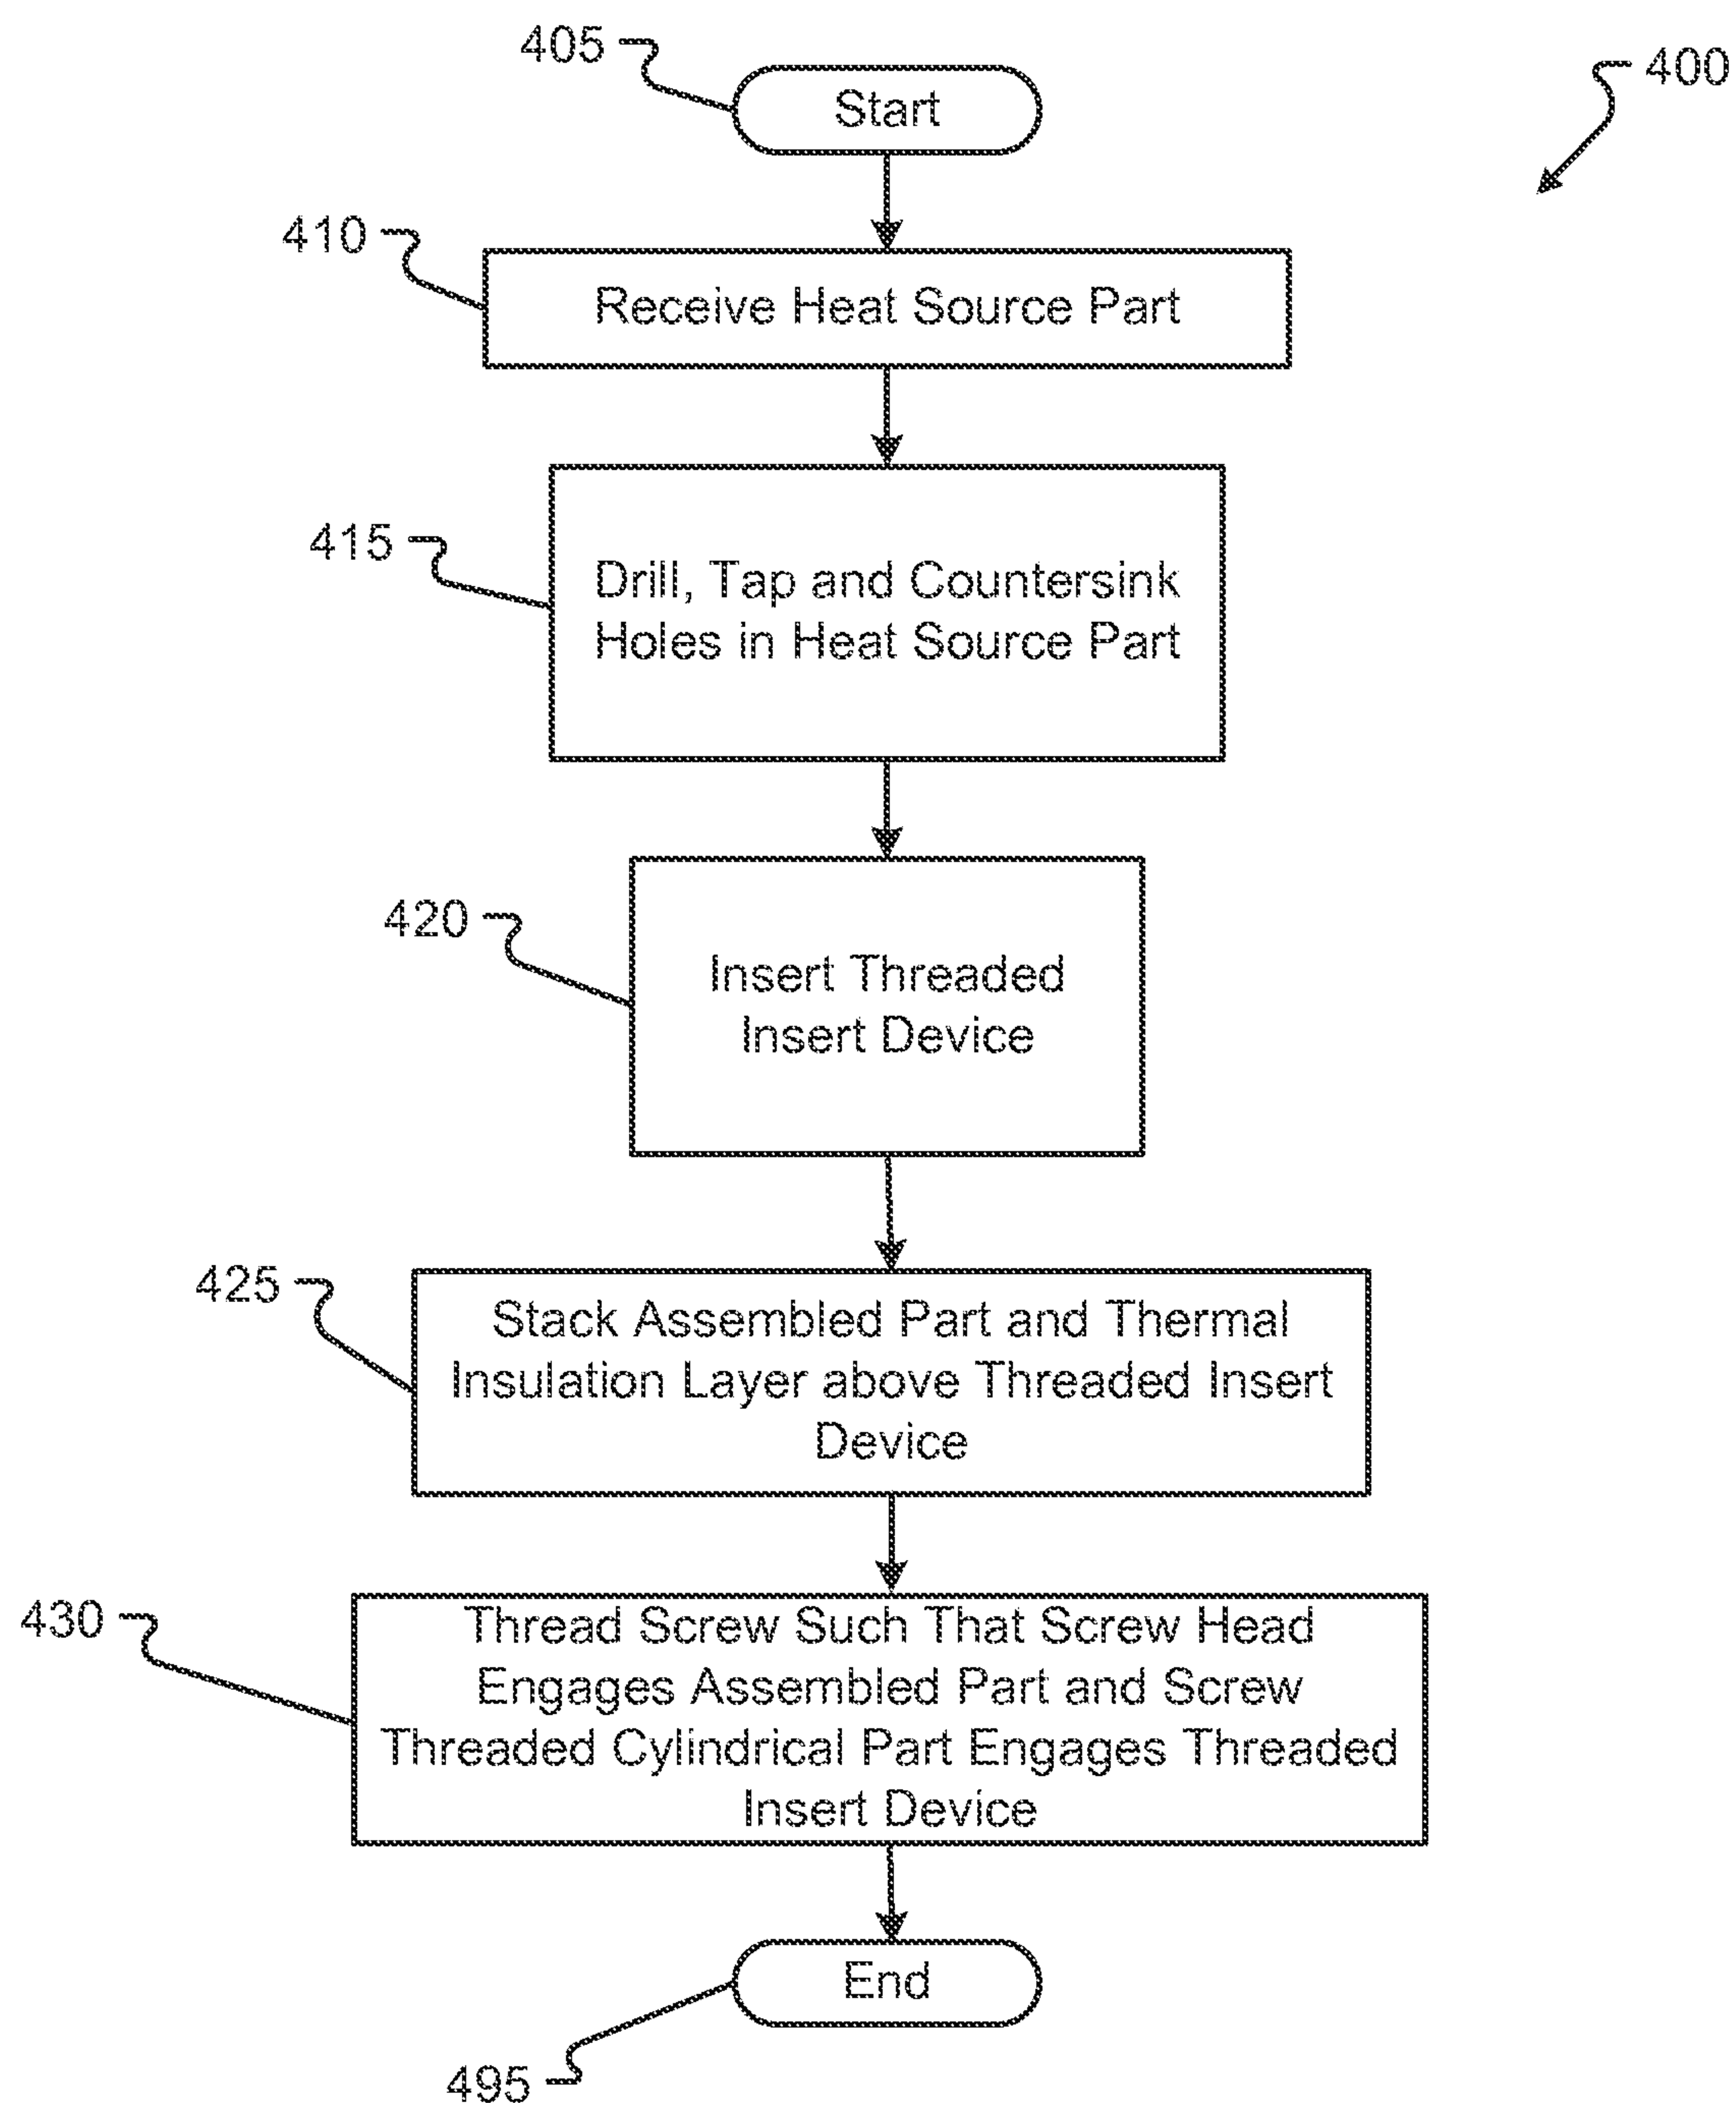 405
Start
400
410
Receive Heat Source Part
415
Drill, Tap and Countersink
Holes in Heat Source Part
420
Insert Threaded
Insert Device
425
Stack Assembled Part and Thermal
Insulation Layer above Threaded Insert
Device
430
Thread Screw Such That Screw Head
Engages Assembled Part and Screw
Threaded Cylindrical Part Engages Threaded
Insert Device
End
495